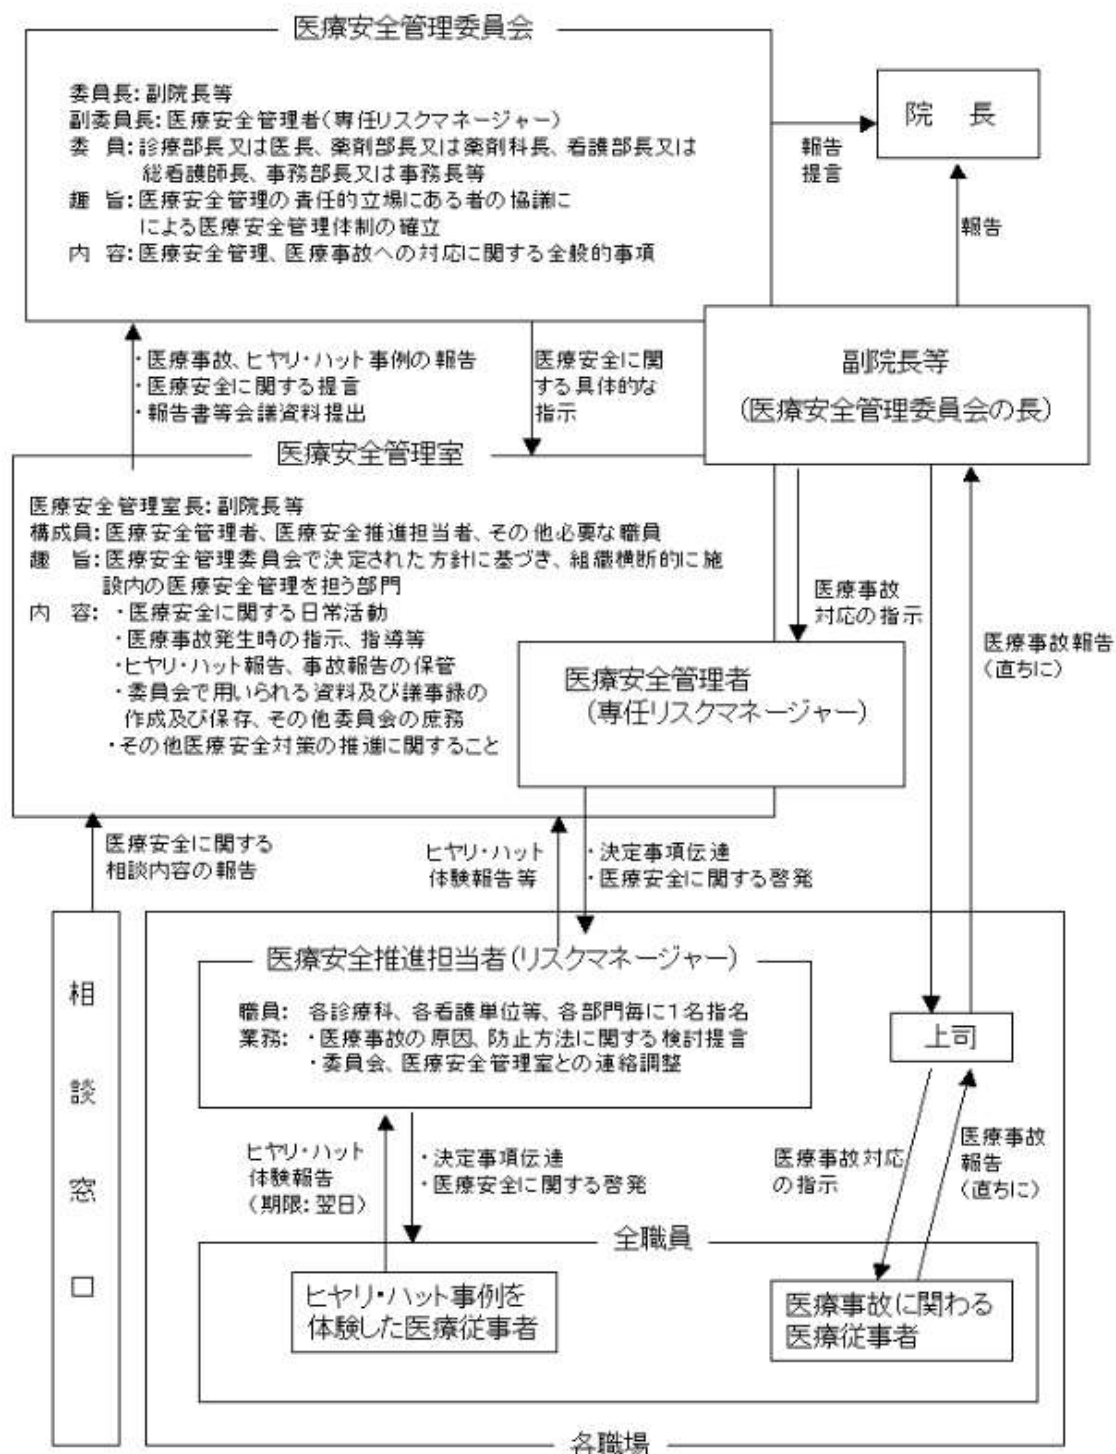 医療安全管理委員会
委員長:副院長等
副委員長:医療安全管理者(専任リスクマネージャー)
委 員:診療部長又は医長、薬剤部長又は薬剤科長、看護部長又は
総看護師長、事務部長又は事務長等
趣 旨:医療安全管理の責任的立場にある者の協議に
による医療安全管理体制の確立
内 容:医療安全管理、医療事故への対応に関する全般的事項
院 長
報告
提言
報告
・医療事故、ヒヤリ・ハット事例の報告
・医療安全に関する提言
・報告書等会議資料提出
医療安全に関
する具体的な
指示
副院長等
(医療安全管理委員会の長)
医療安全管理室
医療安全管理室長:副院長等
構成員:医療安全管理者、医療安全推進担当者、その他必要な職員
趣 旨:医療安全管理委員会で決定された方針に基づき、組織横断的に施
設内の医療安全管理を担う部門
内 容: ・医療安全に関する日常活動
・医療事故発生時の指示、指導等
・ヒヤリ・ハット報告、事故報告の保管
・委員会で用いられる資料及び議事録の
作成及び保存、その他委員会の庶務
・その他医療安全対策の推進に関すること
医療事故
対応の指示
医療事故報告
(直ちに)
医療安全管理者
(専任リスクマネージャー)
医療安全に関する
相談内容の報告
ヒヤリ・ハット
体験報告等
・決定事項伝達
・医療安全に関する啓発
相談窓口
医療安全推進担当者(リスクマネージャー)
職員: 各診療科、各看護単位等、各部門毎に1名指名
業務: ・医療事故の原因、防止方法に関する検討提言
・委員会、医療安全管理室との連絡調整
上司
ヒヤリ・ハット
体験報告
(期限:翌日)
・決定事項伝達
・医療安全に関する啓発
医療事故対応
の指示
医療事故
報告
(直ちに)
全職員
ヒヤリ・ハット事例を
体験した医療従事者
医療事故に関わる
医療従事者
各職場